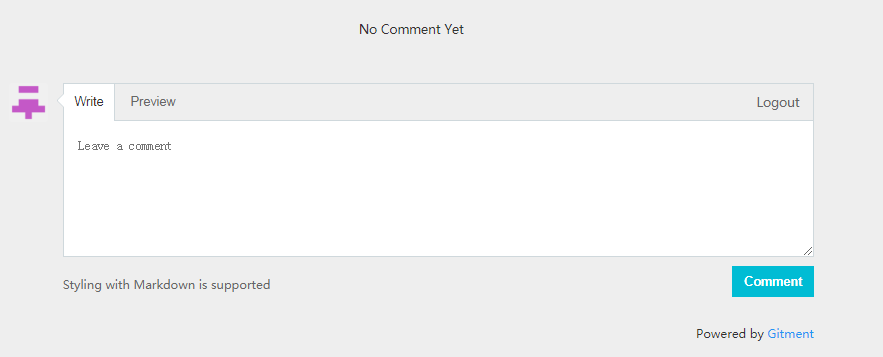 No Comment Yet
Write Preview Logout
Leave a comment
Styling with Markdown is supported
Comment
Powered by Gitment